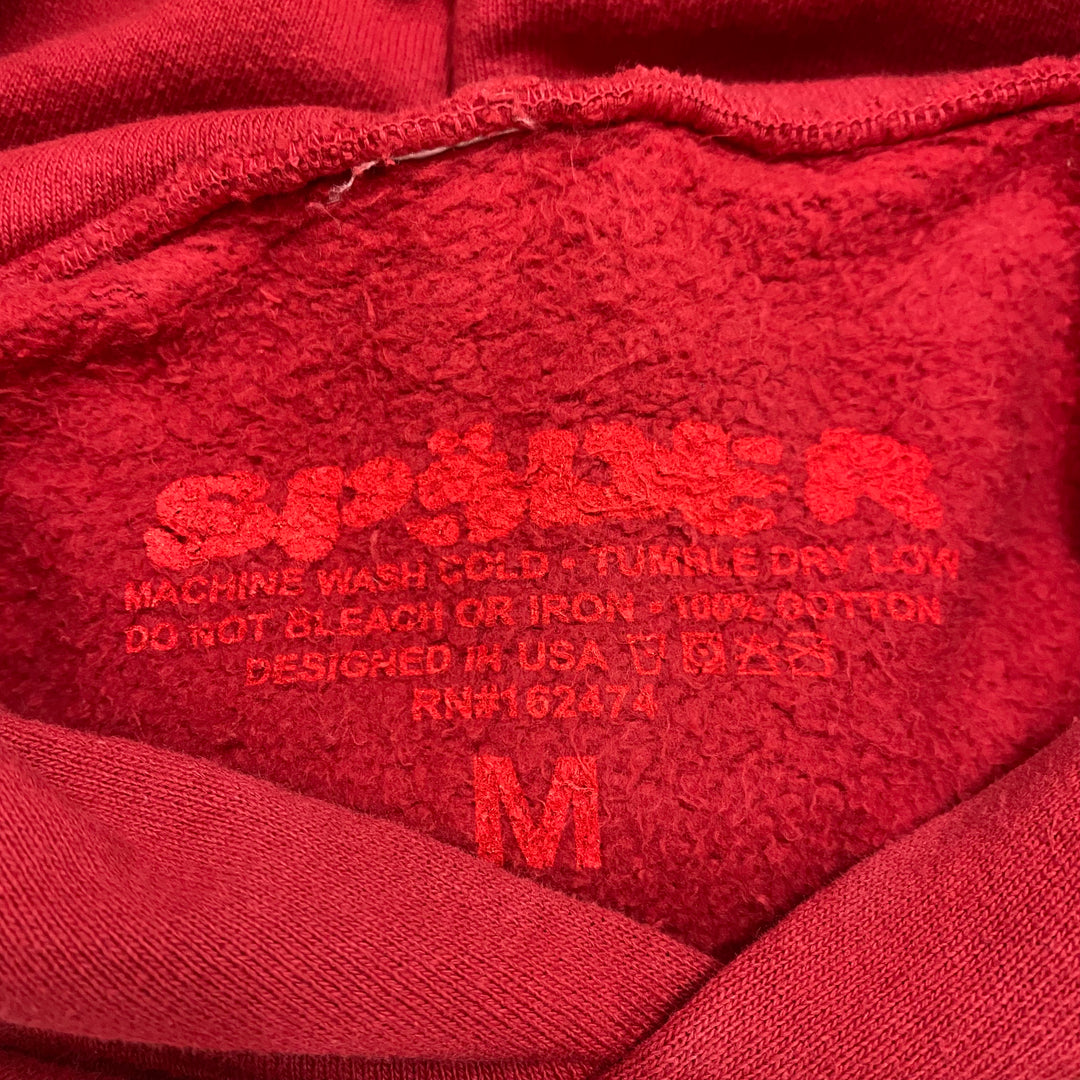 SP5DER
MACHINE WASH COLD • TUMBLE DRY LOW
DO NOT BLEACH OR IRON • 100% COTTON
DESIGNED IN USA
RN#162474
M